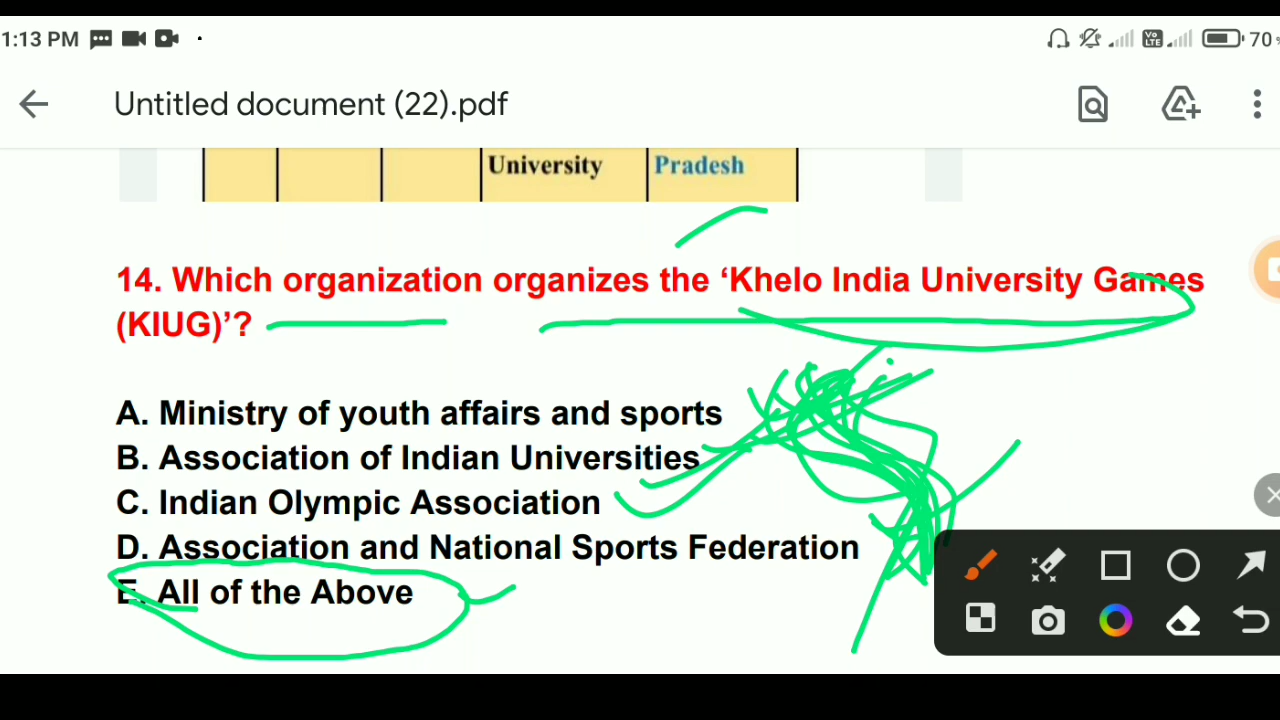 1:13 PM
Vo LTE 70
Untitled document (22).pdf
University Pradesh
14. Which organization organizes the ‘Khelo India University Games
(KIUG)’?
A. Ministry of youth affairs and sports
B. Association of Indian Universities
C. Indian Olympic Association
D. Association and National Sports Federation
E. All of the Above